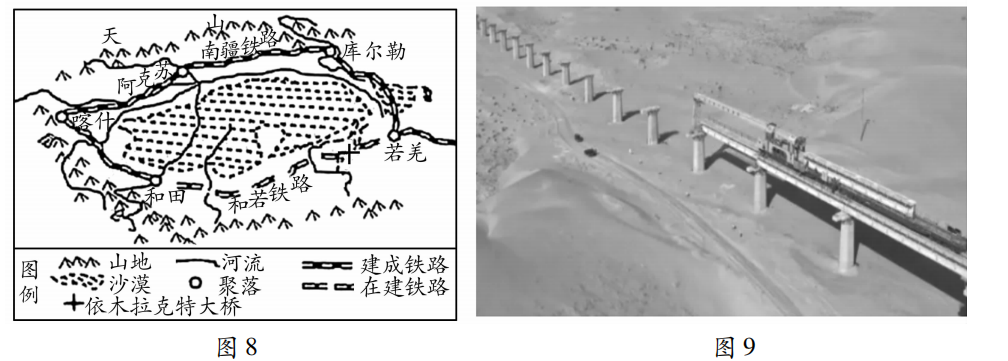 天 山
南疆铁路
库尔勒
阿克苏
喀什
若羌
和田
和若铁路
图例
山地 河流 建成铁路
沙漠 聚落 在建铁路
依木拉克特大桥
图 8 图 9